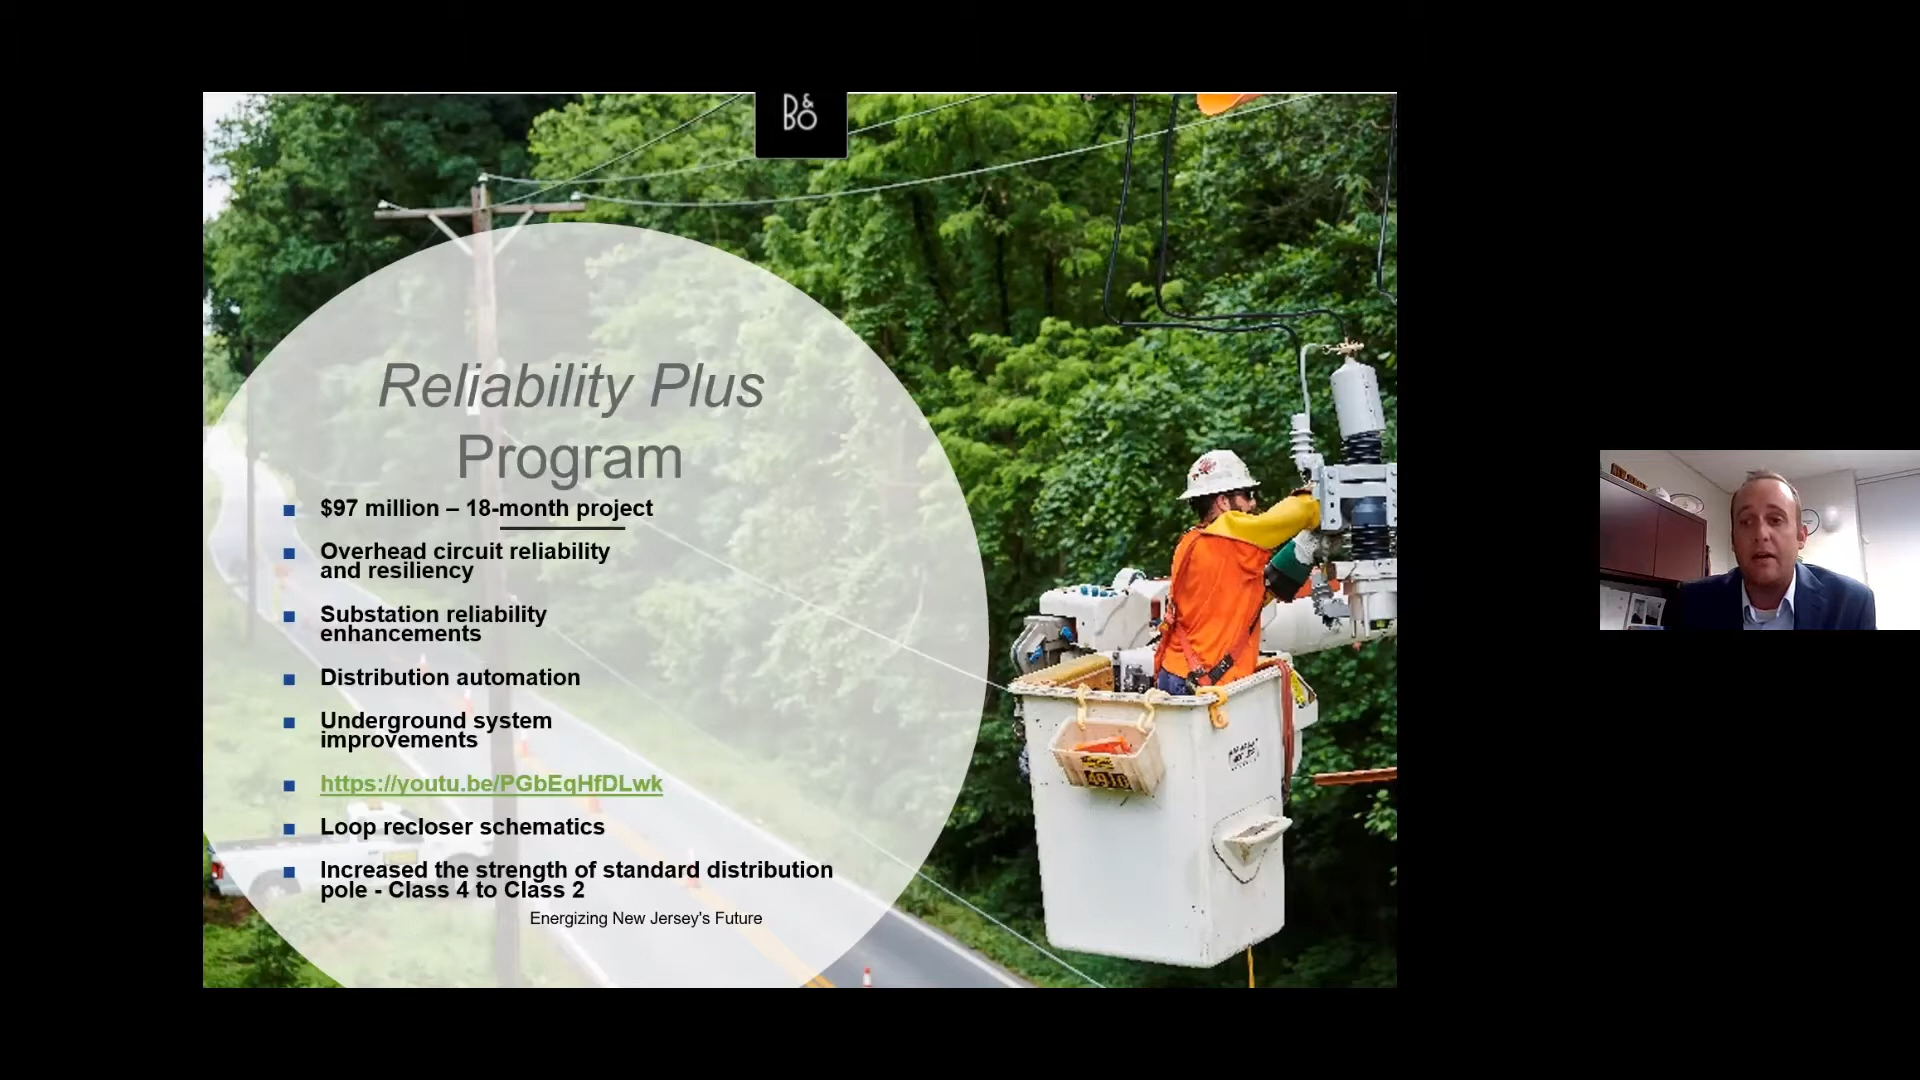 B&O
Reliability Plus
Program
$97 million – 18-month project
Overhead circuit reliability
and resiliency
Substation reliability
enhancements
Distribution automation
Underground system
improvements
https://youtu.be/PGbEqHfDLwk
Loop recloser schematics
Increased the strength of standard distribution
pole - Class 4 to Class 2
Energizing New Jersey's Future
4910